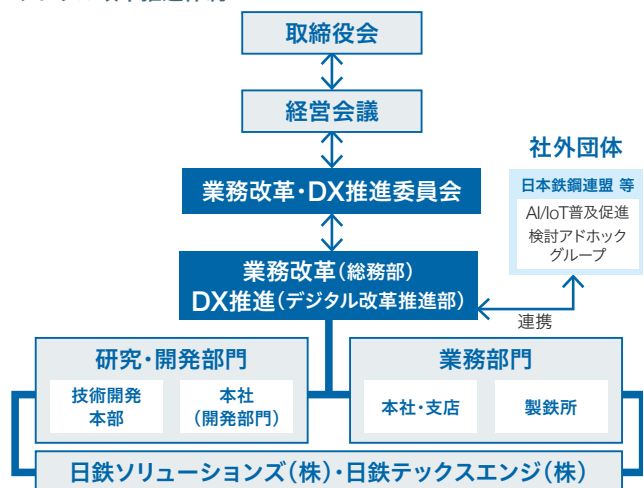 取締役会
経営会議
業務改革・DX推進委員会
業務改革(総務部)
DX推進(デジタル改革推進部)
社外団体
日本鉄鋼連盟 等
AI/IoT普及促進
検討アドホック
グループ
連携
研究・開発部門
技術開発
本部
本社
(開発部門)
業務部門
本社・支店
製鉄所
日鉄ソリューションズ(株)・日鉄テックスエンジ(株)